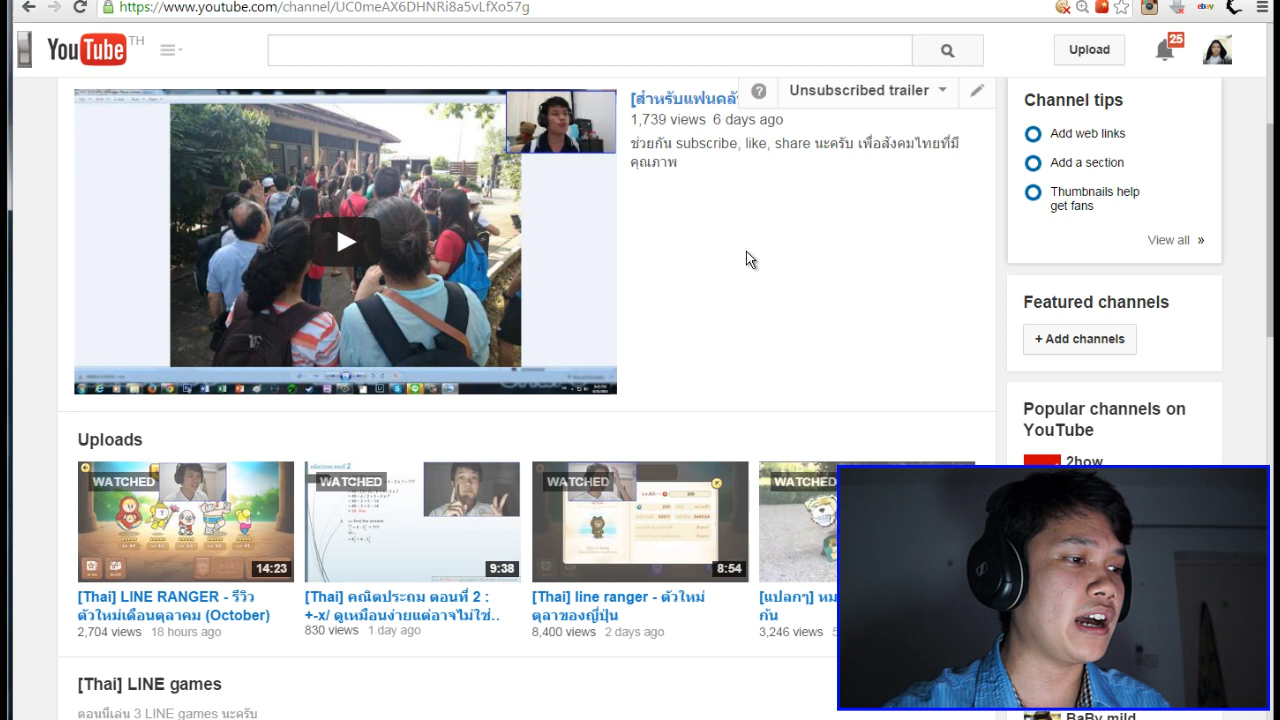 https://www.youtube.com/channel/UC0meAX6DHNRi8a5vLfXo57g
YouTube TH
Upload
25
[สำหรับแฟนคลั
Unsubscribed trailer
1,739 views 6 days ago
ช่วยกัน subscribe, like, share นะครับ เพื่อสังคมไทยที่มี
คุณภาพ
Channel tips
Add web links
Add a section
Thumbnails help
get fans
View all »
Featured channels
+ Add channels
Popular channels on
YouTube
2how
BaBy mild
Uploads
WATCHED
14:23
[Thai] LINE RANGER - รีวิว
ตัวใหม่เดือนตุลาคม (October)
2,704 views 18 hours ago
WATCHED
9:38
[Thai] คณิตประถม ตอนที่ 2 :
+-x/ ดูเหมือนง่ายแต่อาจไม่ใช่..
830 views 1 day ago
WATCHED
8:54
[Thai] line ranger - ตัวใหม่
ตุลาของญี่ปุ่น
8,400 views 2 days ago
WATCHED
[แปลกๆ] หม
กัน
3,246 views 5
[Thai] LINE games
ตอนนี้เล่น 3 LINE games นะครับ